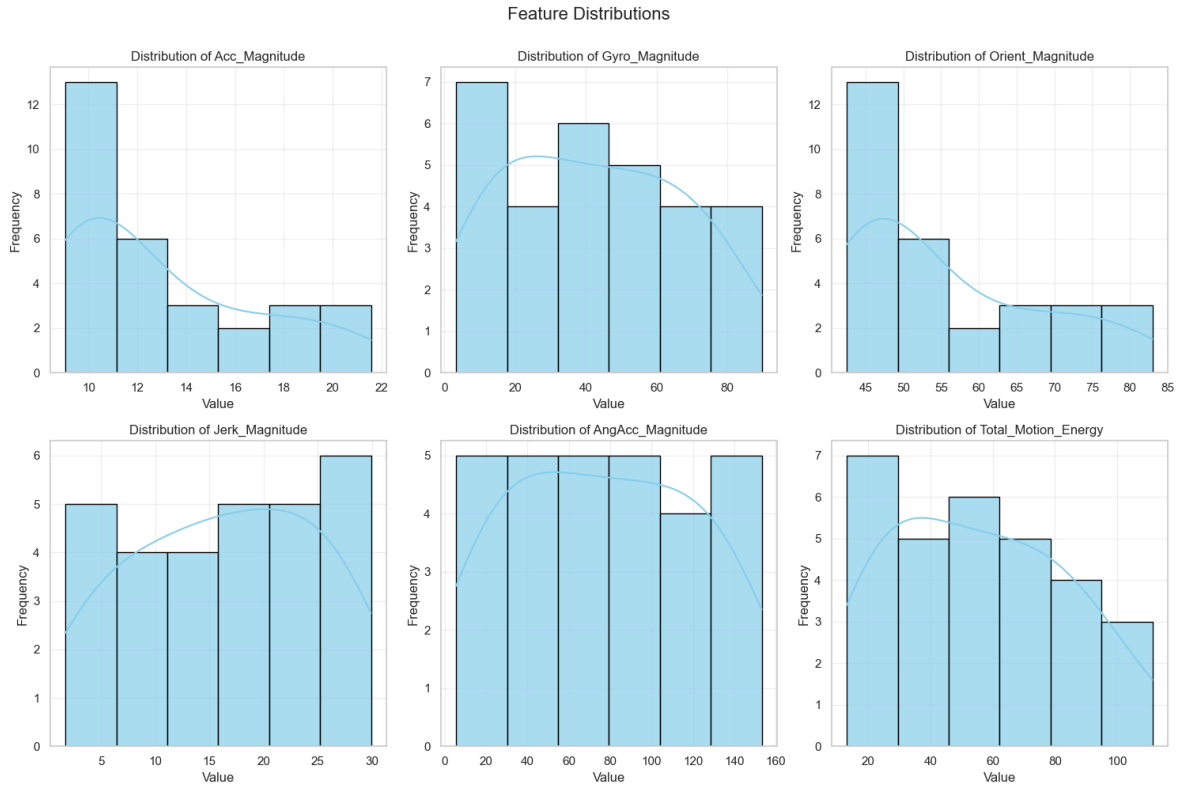 Feature Distributions
Distribution of Acc_Magnitude
Distribution of Gyro_Magnitude
Distribution of Orient_Magnitude
Frequency
12
10
8
6
4
2
0
10 12 14 16 18 20 22
Value
Frequency
7
6
5
4
3
2
1
0
0 20 40 60 80
Value
Frequency
12
10
8
6
4
2
0
45 50 55 60 65 70 75 80 85
Value
Distribution of Jerk_Magnitude
Distribution of AngAcc_Magnitude
Distribution of Total_Motion_Energy
Frequency
6
5
4
3
2
1
0
5 10 15 20 25 30
Value
Frequency
5
4
3
2
1
0
0 20 40 60 80 100 120 140 160
Value
Frequency
7
6
5
4
3
2
1
0
20 40 60 80 100
Value